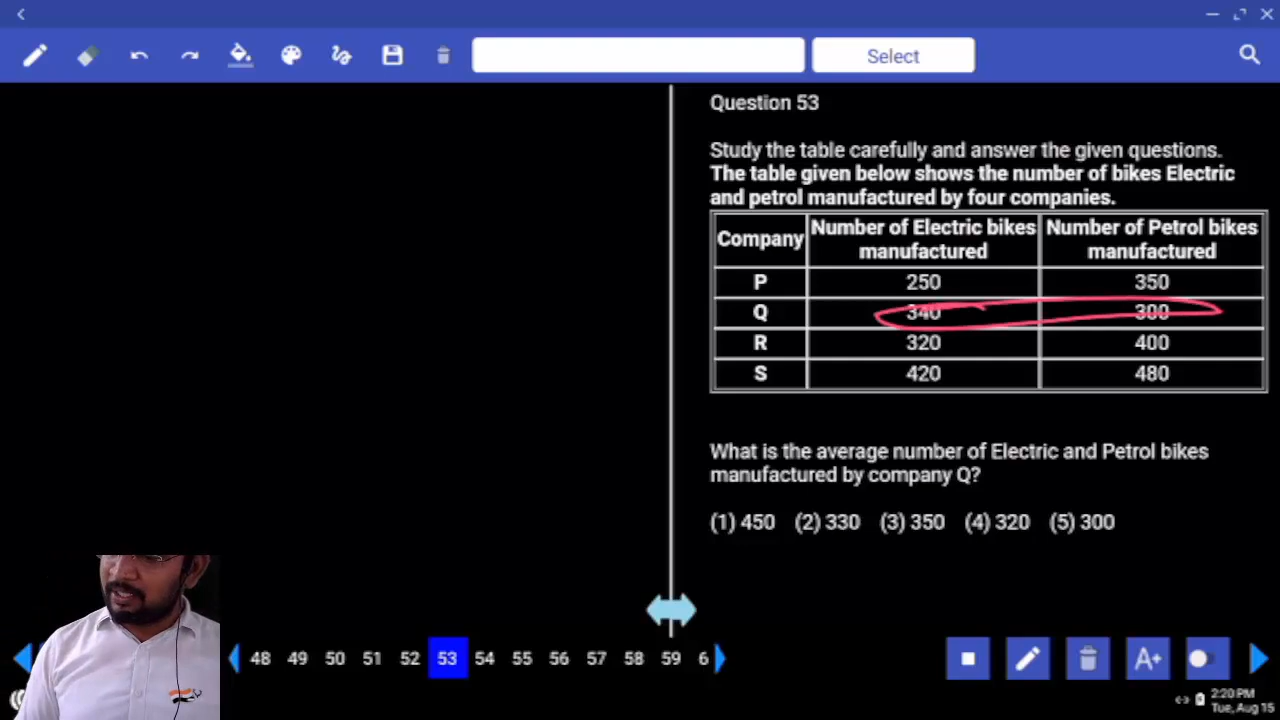 Select
Question 53
Study the table carefully and answer the given questions.
The table given below shows the number of bikes Electric
and petrol manufactured by four companies.
Company Number of Electric bikes manufactured Number of Petrol bikes manufactured
P 250 350
Q 340 300
R 320 400
S 420 480
What is the average number of Electric and Petrol bikes
manufactured by company Q?
(1) 450 (2) 330 (3) 350 (4) 320 (5) 300
48 49 50 51 52 53 54 55 56 57 58 59 6
A+
2:20 PM
Tue, Aug 15